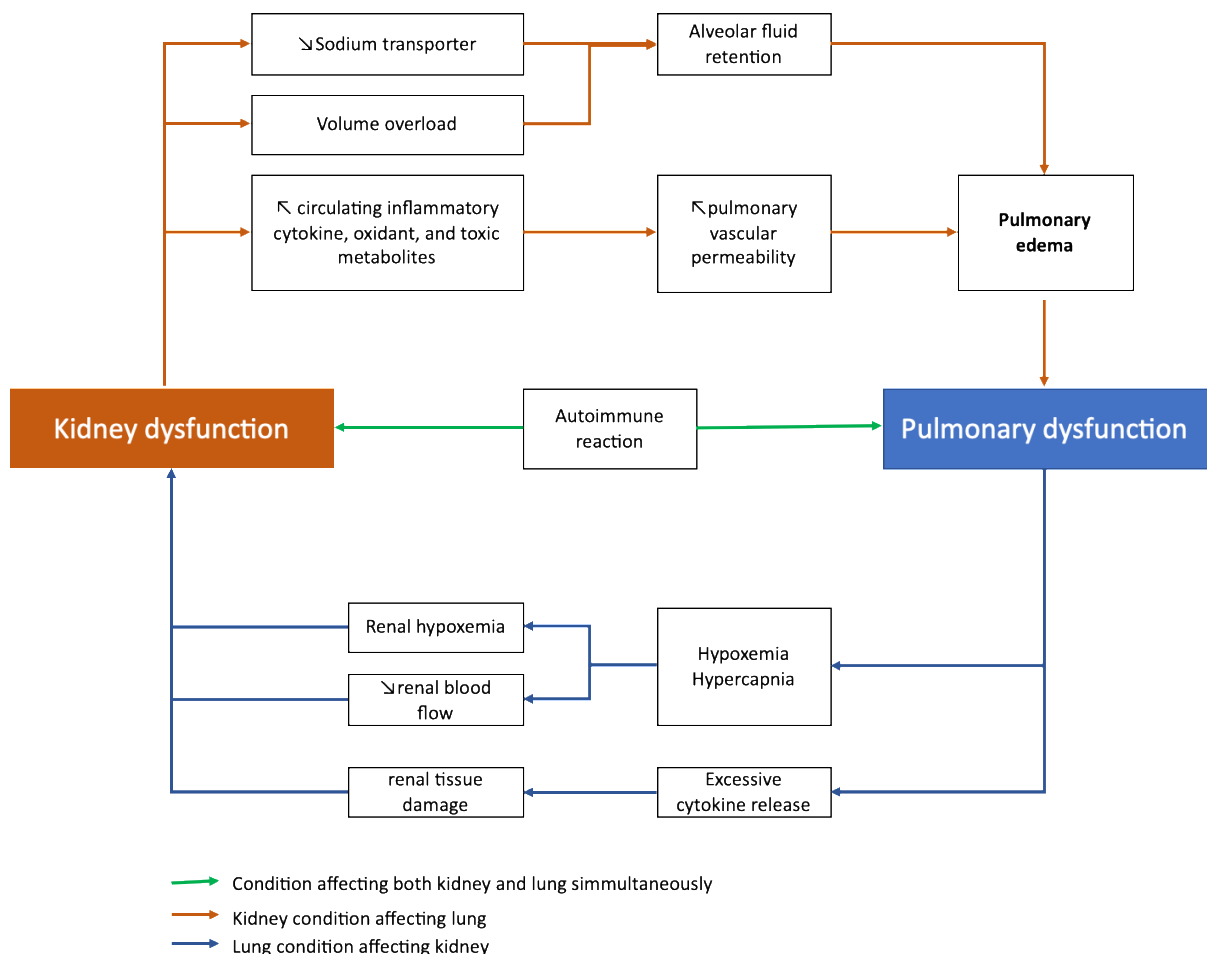 ↘Sodium transporter
Alveolar fluid
retention
Volume overload
↖ circulating inflammatory
cytokine, oxidant, and toxic
metabolites
↖pulmonary
vascular
permeability
Pulmonary
edema
Kidney dysfunction
Autoimmune
reaction
Pulmonary dysfunction
Renal hypoxemia
Hypoxemia
Hypercapnia
↘renal blood
flow
renal tissue
damage
Excessive
cytokine release
Condition affecting both kidney and lung simmultaneously
Kidney condition affecting lung
Lung condition affecting kidney